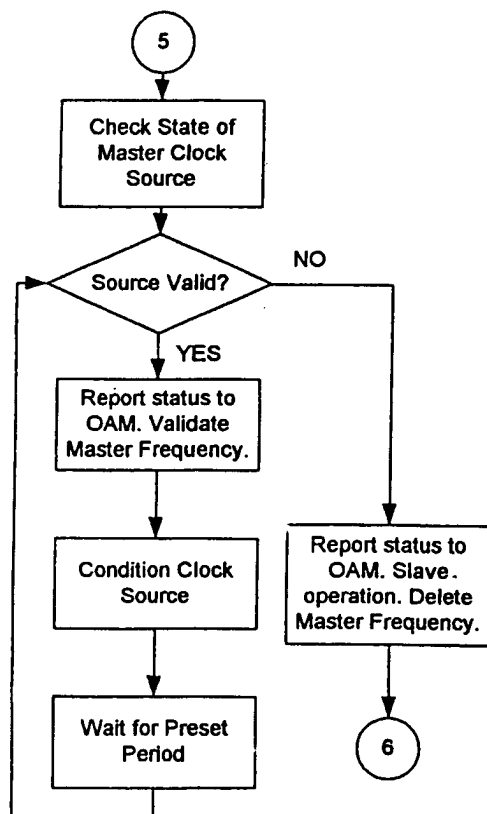 5
Check State of
Master Clock
Source
Source Valid?
NO
YES
Report status to
OAM. Validate
Master Frequency.
Condition Clock
Source
Report status to
OAM. Slave.
operation. Delete
Master Frequency.
Wait for Preset
Period
6